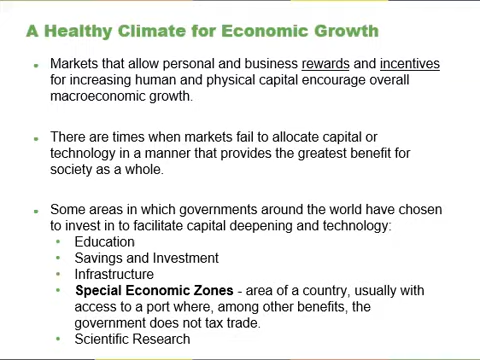 A Healthy Climate for Economic Growth
Markets that allow personal and business rewards and incentives
for increasing human and physical capital encourage overall
macroeconomic growth.
There are times when markets fail to allocate capital or
technology in a manner that provides the greatest benefit for
society as a whole.
Some areas in which governments around the world have chosen
to invest in to facilitate capital deepening and technology:
• Education
• Savings and Investment
• Infrastructure
• Special Economic Zones - area of a country, usually with
access to a port where, among other benefits, the
government does not tax trade.
• Scientific Research